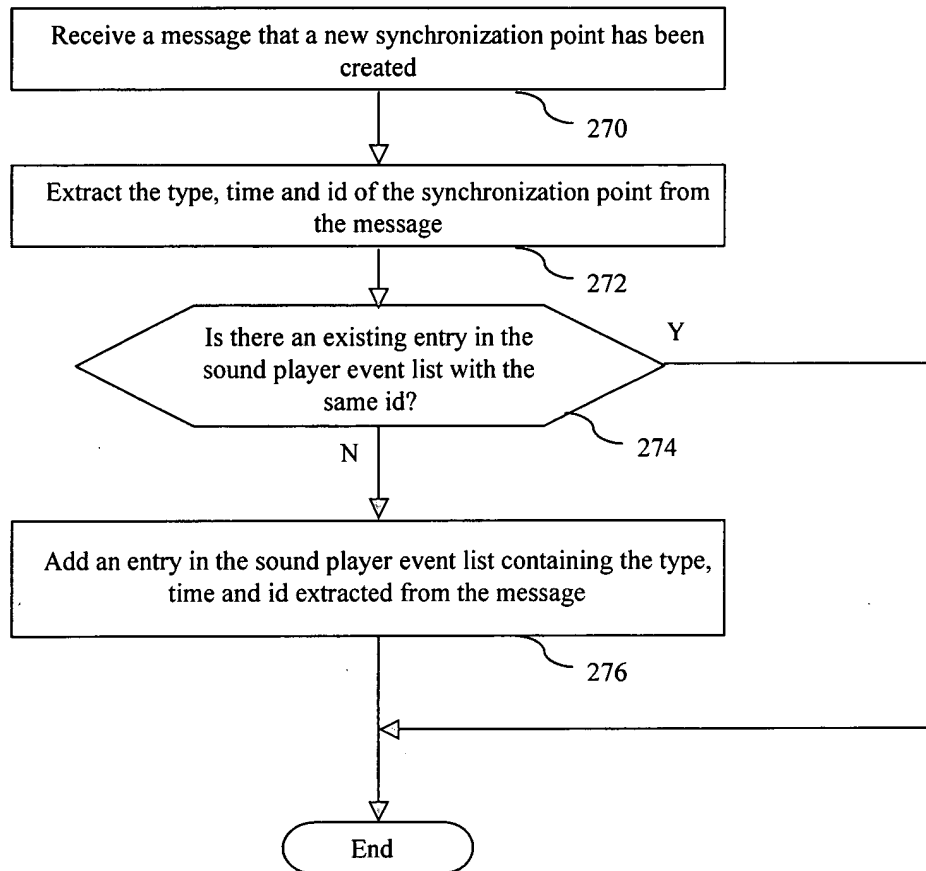 Receive a message that a new synchronization point has been
created
270
Extract the type, time and id of the synchronization point from
the message
272
Is there an existing entry in the
sound player event list with the
same id?
Y
274
N
Add an entry in the sound player event list containing the type,
time and id extracted from the message
276
End